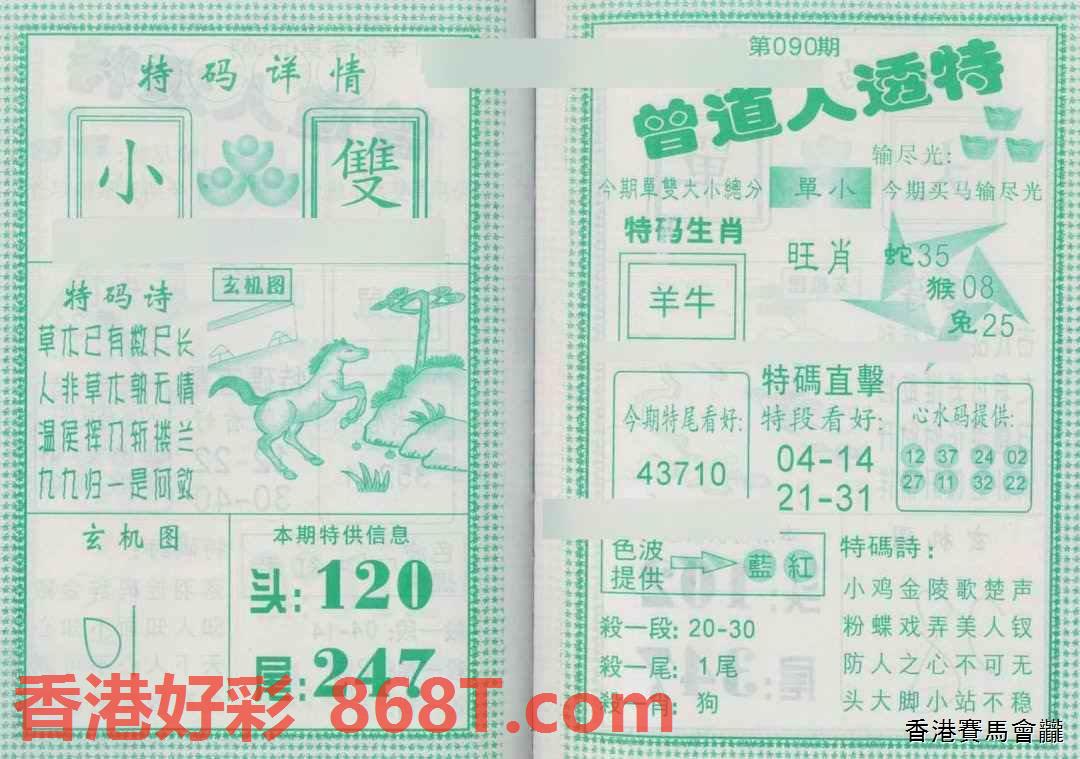 特码详情
小
雙
特码诗
玄机图
草木已有数尺长
人非草木孰无情
温侯挥刀斩楼兰
九九归一是何数
玄机图
本期特供信息
头:120
尾:247
第090期
曾道人透特
输尽光:
今期單雙大小總分
單小
今期买马输尽光
特码生肖
羊牛
旺肖
蛇35
猴08
兔25
今期特尾看好:
43710
特碼直擊
特段看好:
04-14
21-31
心水码提供:
12 37 24 02
27 11 32 22
色波
提供
藍 紅
殺一段: 20-30
殺一尾: 1尾
殺一肖: 狗
特碼詩:
小鸡金陵歌楚声
粉蝶戏弄美人钗
防人之心不可无
头大脚小站不稳
香港好彩 868T.com
香港賽馬會